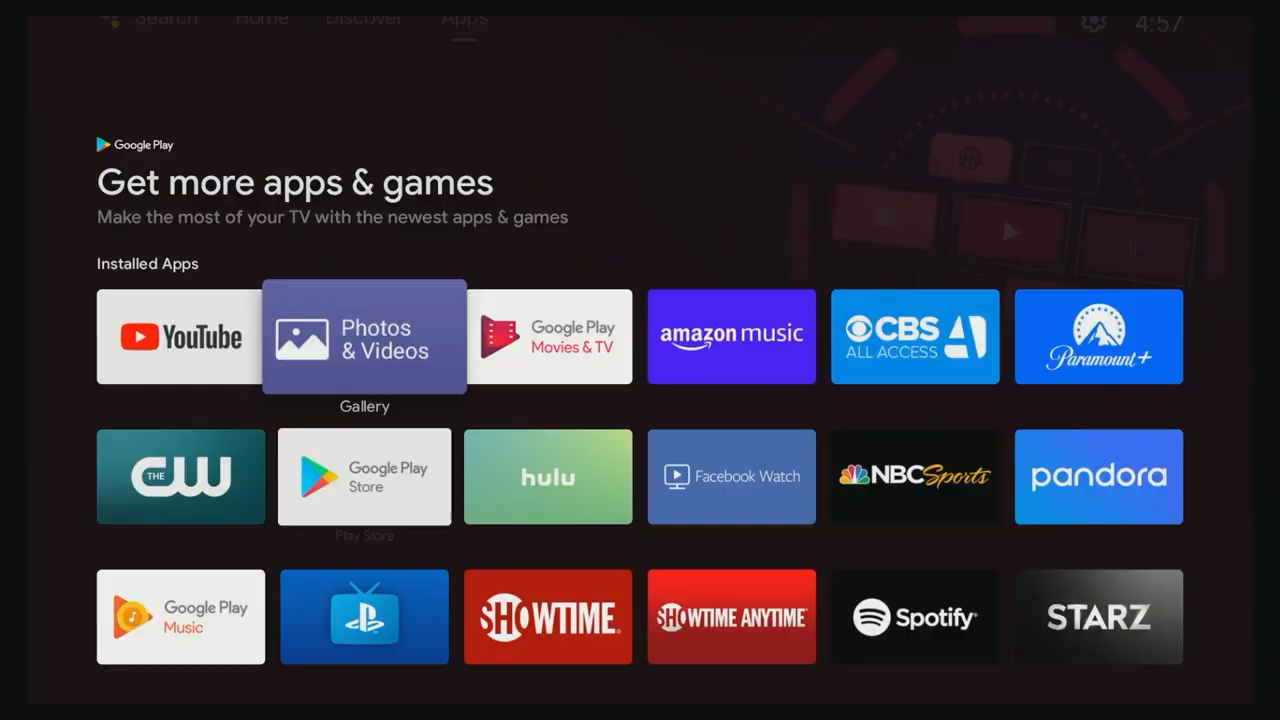 Search Home Discover Apps 4:57
Google Play
Get more apps & games
Make the most of your TV with the newest apps & games
Installed Apps
YouTube
Photos
& Videos
Google Play
Movies & TV
amazon music
CBS
ALL ACCESS
Paramount+
Gallery
THE CW
Google Play
Store
hulu
Facebook Watch
NBC Sports
pandora
Play Store
Google Play
Music
SHOWTIME
SHOWTIME ANYTIME
Spotify
STARZ